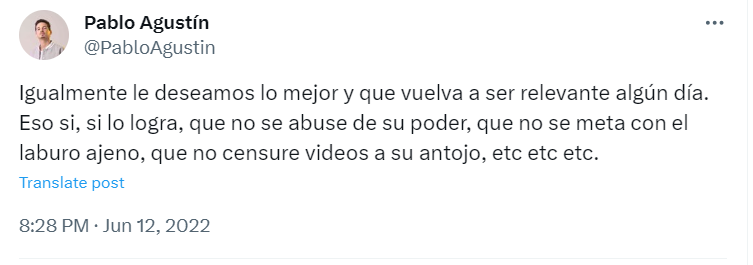 Pablo Agustín
@PabloAgustin
Igualmente le deseamos lo mejor y que vuelva a ser relevante algún día.
Eso si, si lo logra, que no se abuse de su poder, que no se meta con el
laburo ajeno, que no censure videos a su antojo, etc etc etc.
Translate post
8:28 PM · Jun 12, 2022